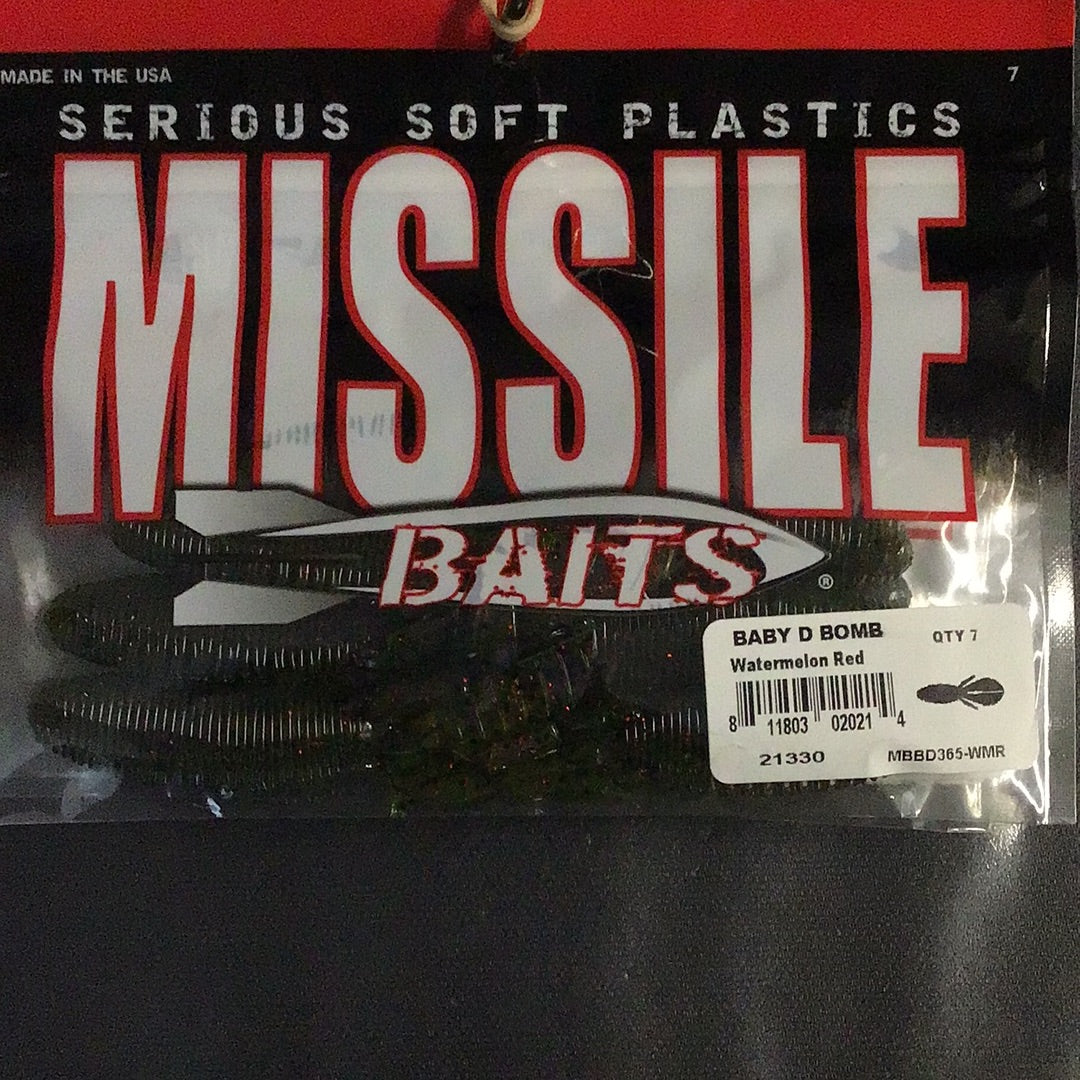 MADE IN THE USA 7
SERIOUS SOFT PLASTICS
MISSILE
BAITS ®
BABY D BOMB QTY 7
Watermelon Red
8 11803 02021 4
21330 MBBD365-WMR